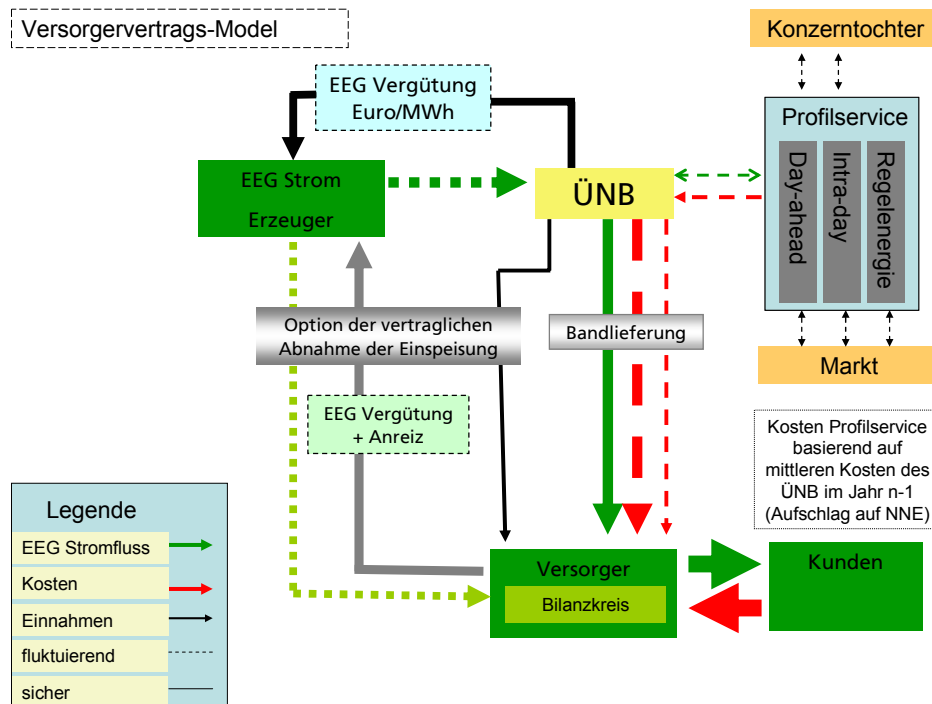 Versorgervertrags-Model
Konzerntochter
EEG Vergütung
Euro/MWh
Profilservice
Day-ahead
Intra-day
Regelenergie
EEG Strom
Erzeuger
ÜNB
Option der vertraglichen
Abnahme der Einspeisung
Bandlieferung
Markt
EEG Vergütung
+ Anreiz
Kosten Profilservice
basierend auf
mittleren Kosten des
ÜNB im Jahr n-1
(Aufschlag auf NNE)
Legende
EEG Stromfluss
Kosten
Einnahmen
fluktuierend
sicher
Versorger
Bilanzkreis
Kunden